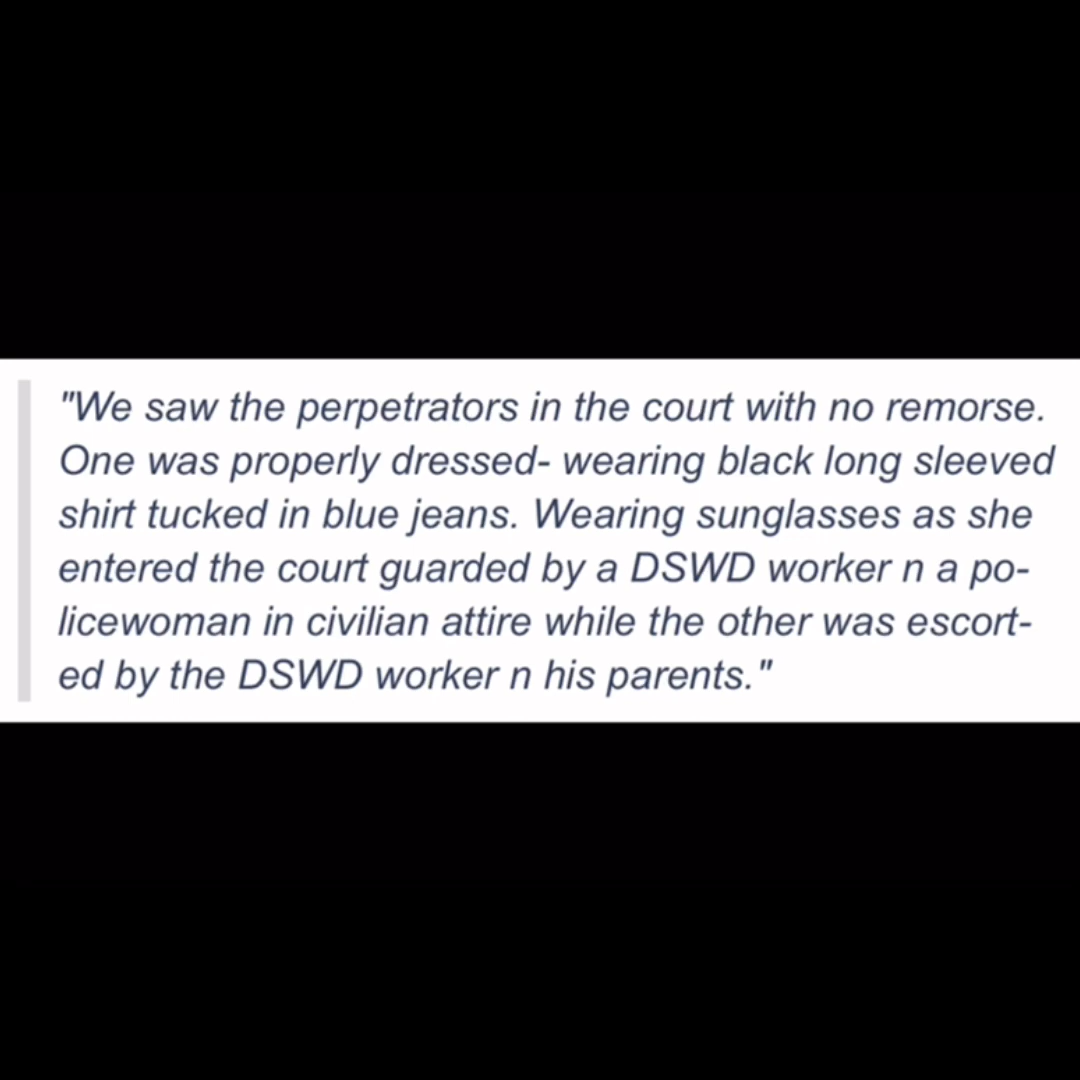 "We saw the perpetrators in the court with no remorse.
One was properly dressed- wearing black long sleeved
shirt tucked in blue jeans. Wearing sunglasses as she
entered the court guarded by a DSWD worker n a po-
licewoman in civilian attire while the other was escort-
ed by the DSWD worker n his parents."